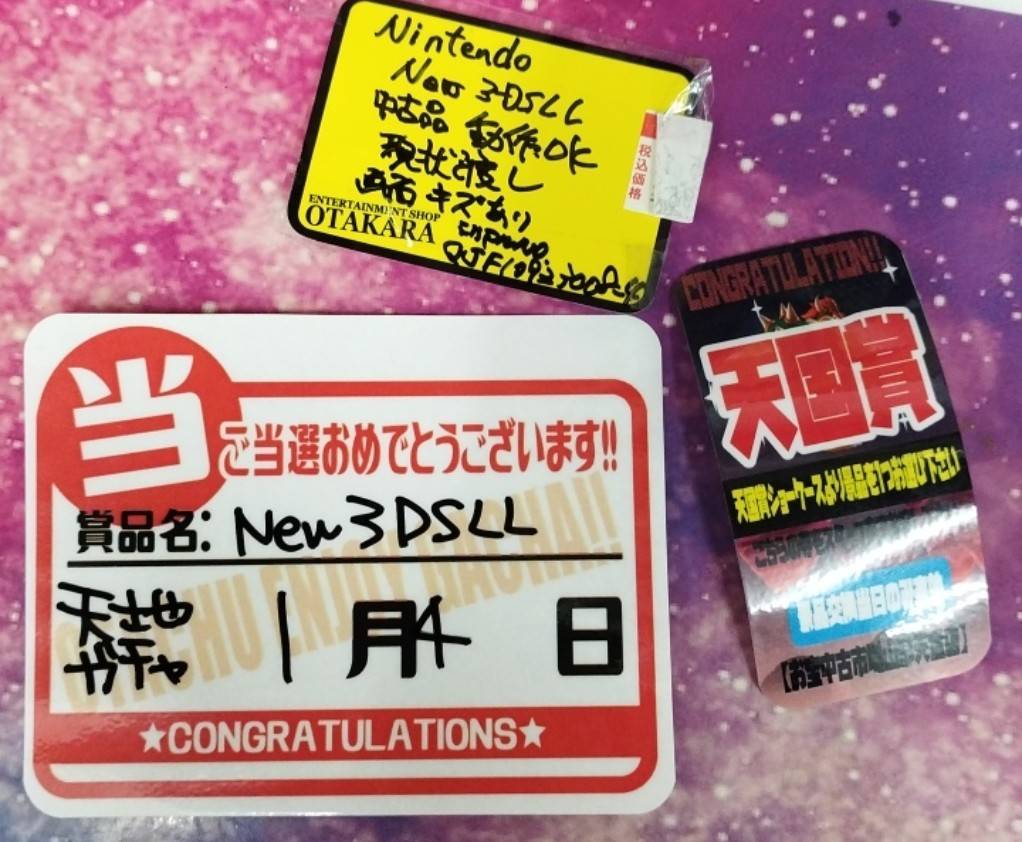 Nintendo
New 3DSLL
中古品 動作OK
現状渡し
画面 キズあり
ENTERTAINMENT SHOP
OTAKARA
税込価格
CONGRATULATION!!
天国賞
天国賞ショーケースより景品を1つお選び下さい
当
ご当選おめでとうございます!!
賞品名: New 3DSLL
天地
ガチャ
1月4日
★CONGRATULATIONS★